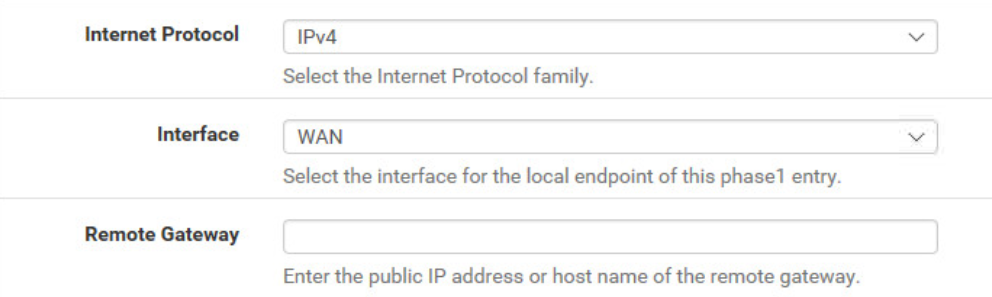 Internet Protocol
IPv4
Select the Internet Protocol family.
Interface
WAN
Select the interface for the local endpoint of this phase1 entry.
Remote Gateway
Enter the public IP address or host name of the remote gateway.